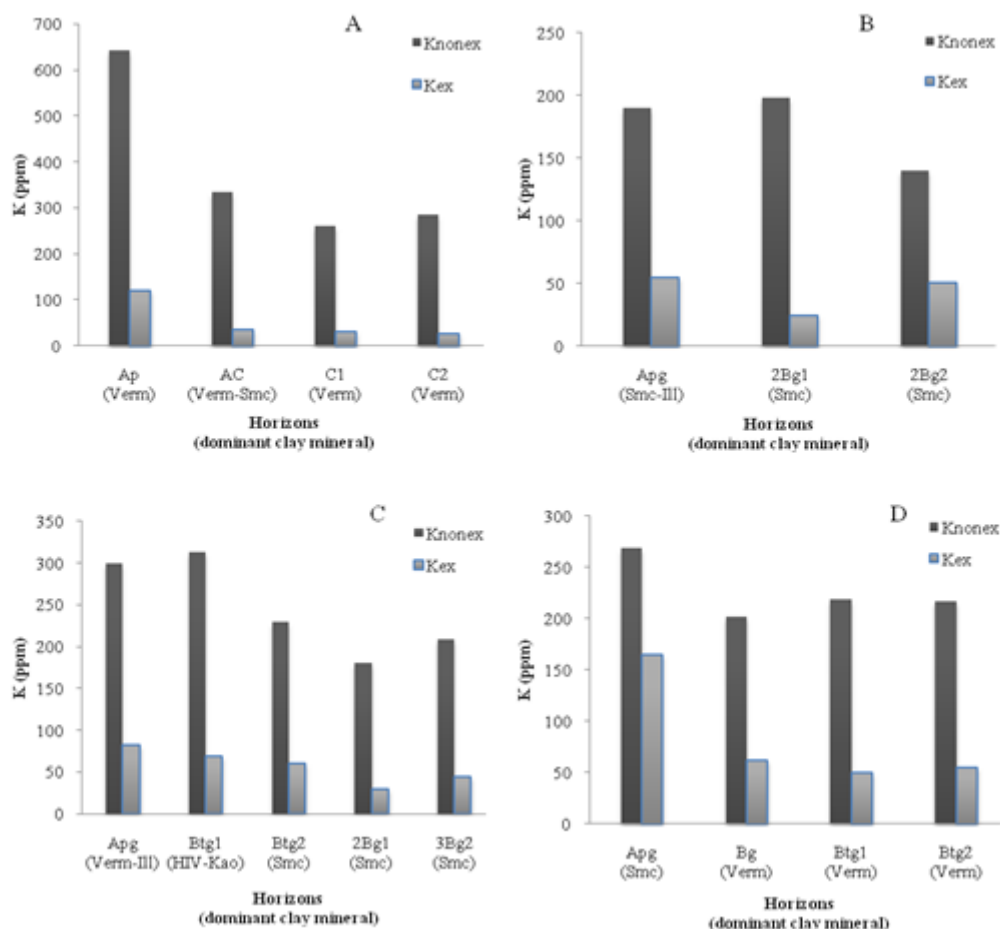 A
700
600
500
400
300
200
100
0
K (ppm)
Knonex
Kex
Ap AC C1 C2
(Verm) (Verm-Smc) (Verm) (Verm)
Horizons
(dominant clay mineral)
B
250
200
150
100
50
0
K (ppm)
Knonex
Kex
Apg 2Bg1 2Bg2
(Smc-Ill) (Smc) (Smc)
Horizons
(dominant clay mineral)
C
350
300
250
200
150
100
50
0
K (ppm)
Knonex
Kex
Apg Btg1 Btg2 2Bg1 3Bg2
(Verm-Ill) (HIV-Kao) (Smc) (Smc) (Smc)
Horizons
(dominant clay mineral)
D
300
250
200
150
100
50
0
K (ppm)
Knonex
Kex
Apg Bg Btg1 Btg2
(Smc) (Verm) (Verm) (Verm)
Horizons
(dominant clay mineral)